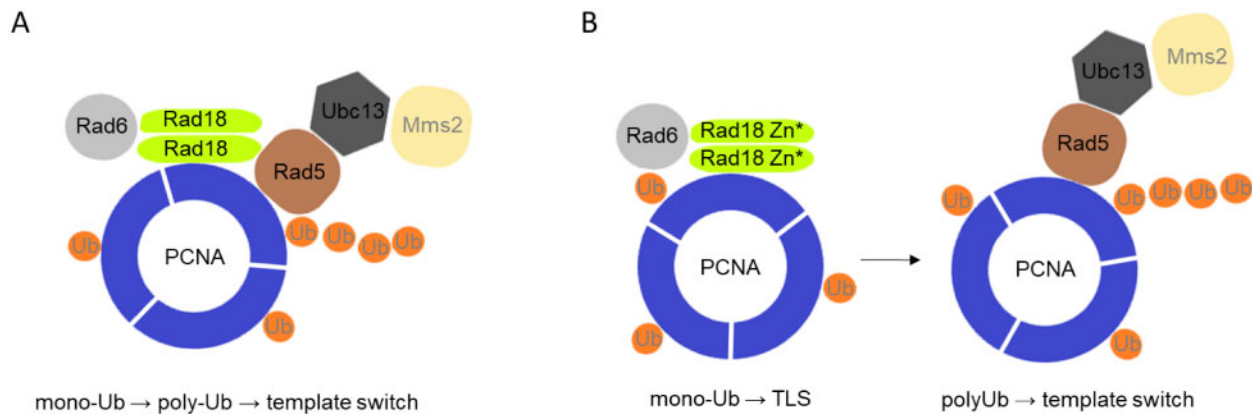 A
Rad6
Rad18
Rad18
Ubc13
Mms2
Rad5
Ub
PCNA
Ub
Ub
Ub
Ub
Ub
mono-Ub → poly-Ub → template switch
B
Rad6
Rad18 Zn*
Rad18 Zn*
Ub
PCNA
Ub
Ub
mono-Ub → TLS
Ubc13
Mms2
Rad5
Ub
Ub
Ub
Ub
Ub
PCNA
Ub
polyUb → template switch